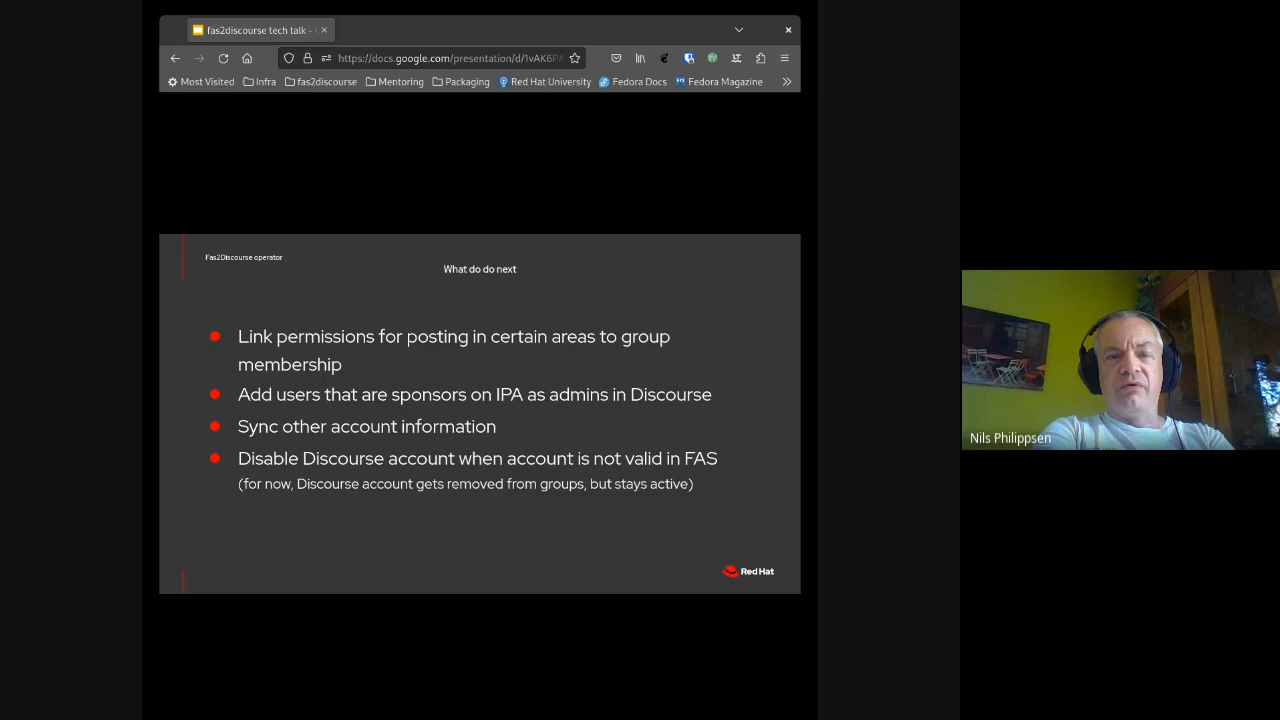 fas2discourse tech talk -
https://docs.google.com/presentation/d/1vAK6P
Most Visited Infra fas2discourse Mentoring Packaging Red Hat University Fedora Docs Fedora Magazine
Fas2Discourse operator
What do do next
Link permissions for posting in certain areas to group
membership
Add users that are sponsors on IPA as admins in Discourse
Sync other account information
Disable Discourse account when account is not valid in FAS
(for now, Discourse account gets removed from groups, but stays active)
Red Hat
Nils Philippsen